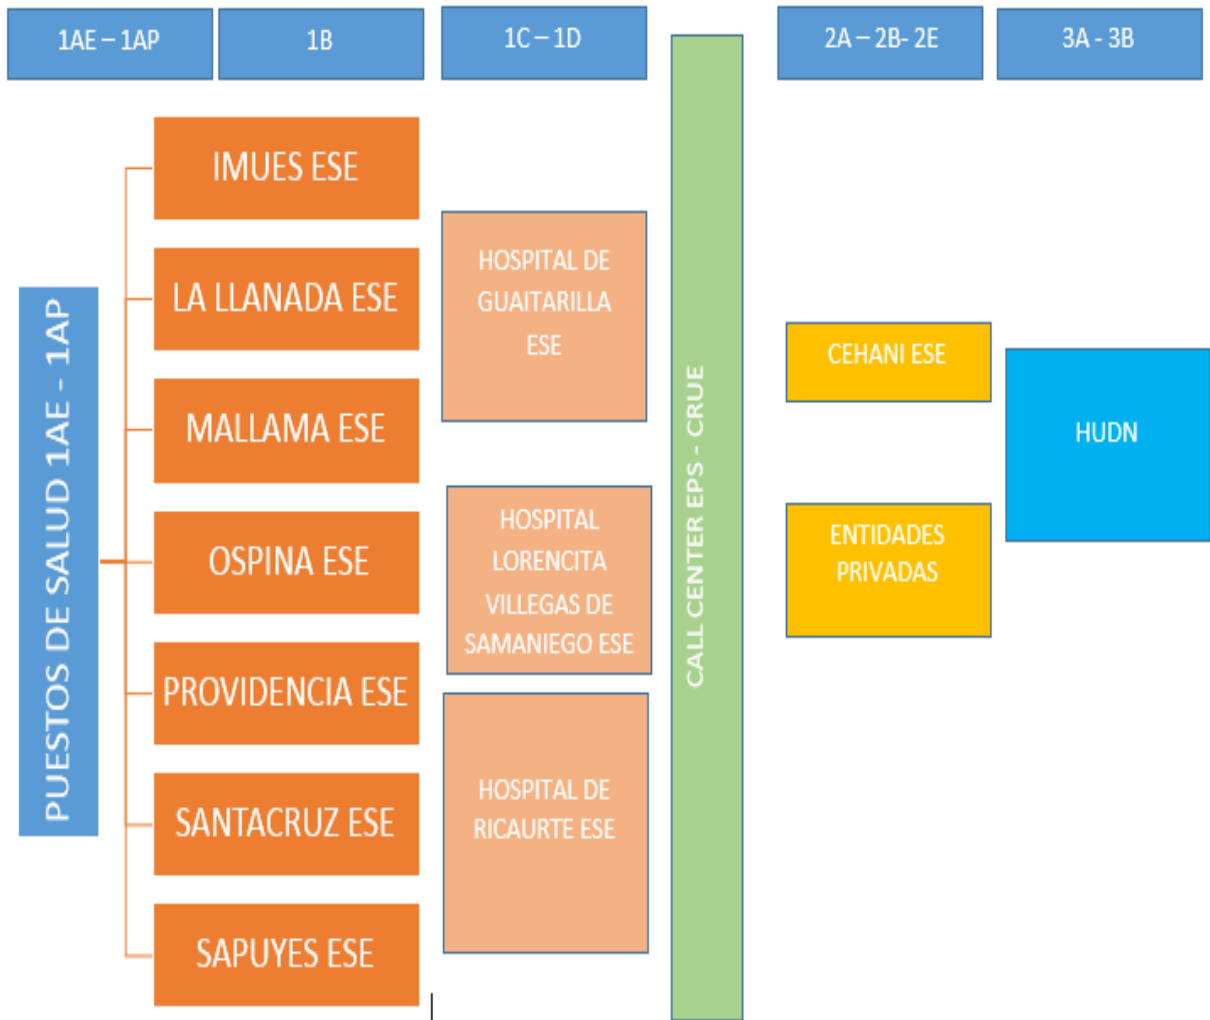 1AE – 1AP
1B
1C – 1D
2A – 2B- 2E
3A - 3B
PUESTOS DE SALUD 1AE - 1AP
IMUES ESE
LA LLANADA ESE
MALLAMA ESE
OSPINA ESE
PROVIDENCIA ESE
SANTACRUZ ESE
SAPUYES ESE
HOSPITAL DE
GUAITARILLA
ESE
HOSPITAL
LORENCITA
VILLEGAS DE
SAMANIEGO ESE
HOSPITAL DE
RICAURTE ESE
CALL CENTER EPS - CRUE
CEHANI ESE
ENTIDADES
PRIVADAS
HUDN